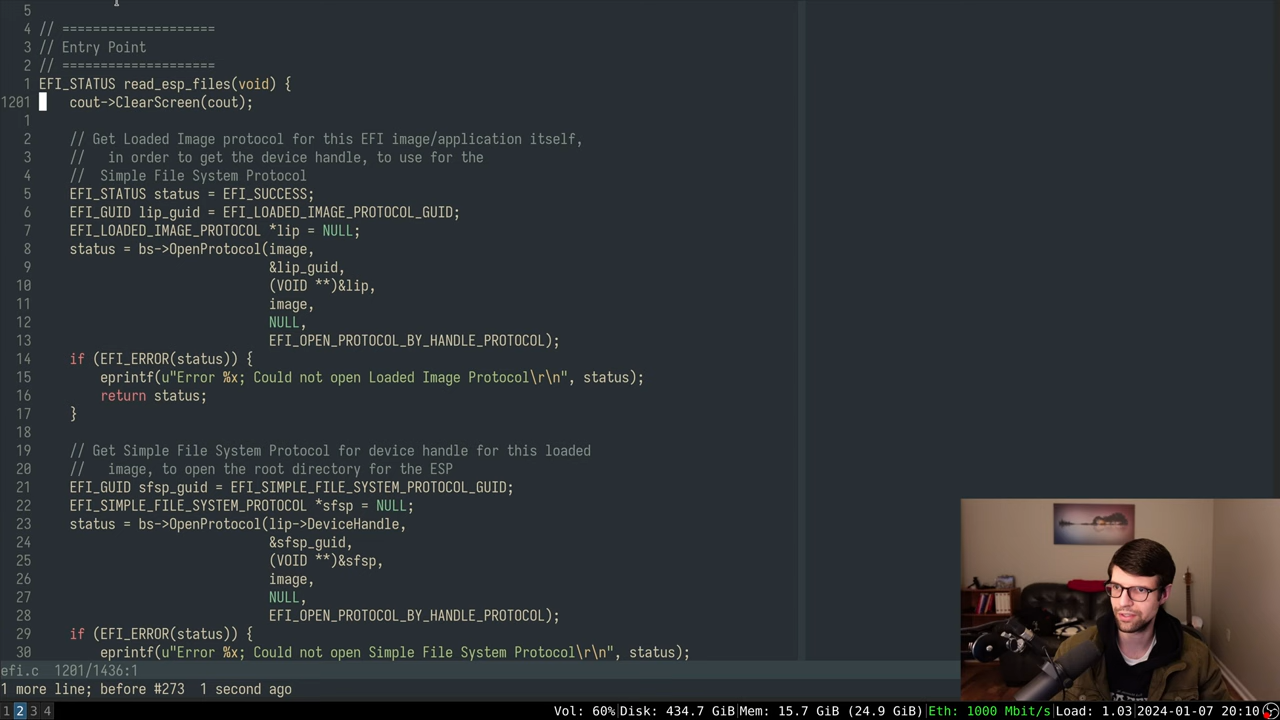 5
4 // ====================
3 // Entry Point
2 // ====================
1 EFI_STATUS read_esp_files(void) {
1201 cout->ClearScreen(cout);
1
2 // Get Loaded Image protocol for this EFI image/application itself,
3 //   in order to get the device handle, to use for the
4 //  Simple File System Protocol
5 EFI_STATUS status = EFI_SUCCESS;
6 EFI_GUID lip_guid = EFI_LOADED_IMAGE_PROTOCOL_GUID;
7 EFI_LOADED_IMAGE_PROTOCOL *lip = NULL;
8 status = bs->OpenProtocol(image,
9 &lip_guid,
10 (VOID **)&lip,
11 image,
12 NULL,
13 EFI_OPEN_PROTOCOL_BY_HANDLE_PROTOCOL);
14 if (EFI_ERROR(status)) {
15 eprintf(u"Error %x; Could not open Loaded Image Protocol\r\n", status);
16 return status;
17 }
18
19 // Get Simple File System Protocol for device handle for this loaded
20 //   image, to open the root directory for the ESP
21 EFI_GUID sfsp_guid = EFI_SIMPLE_FILE_SYSTEM_PROTOCOL_GUID;
22 EFI_SIMPLE_FILE_SYSTEM_PROTOCOL *sfsp = NULL;
23 status = bs->OpenProtocol(lip->DeviceHandle,
24 &sfsp_guid,
25 (VOID **)&sfsp,
26 image,
27 NULL,
28 EFI_OPEN_PROTOCOL_BY_HANDLE_PROTOCOL);
29 if (EFI_ERROR(status)) {
30 eprintf(u"Error %x; Could not open Simple File System Protocol\r\n", status);
efi.c  1201/1436:1
1 more line; before #273  1 second ago
1 2 3 4 Vol: 60%|Disk: 434.7 GiB|Mem: 15.7 GiB (24.9 GiB)|Eth: 1000 Mbit/s|Load: 1.03|2024-01-07 20:10